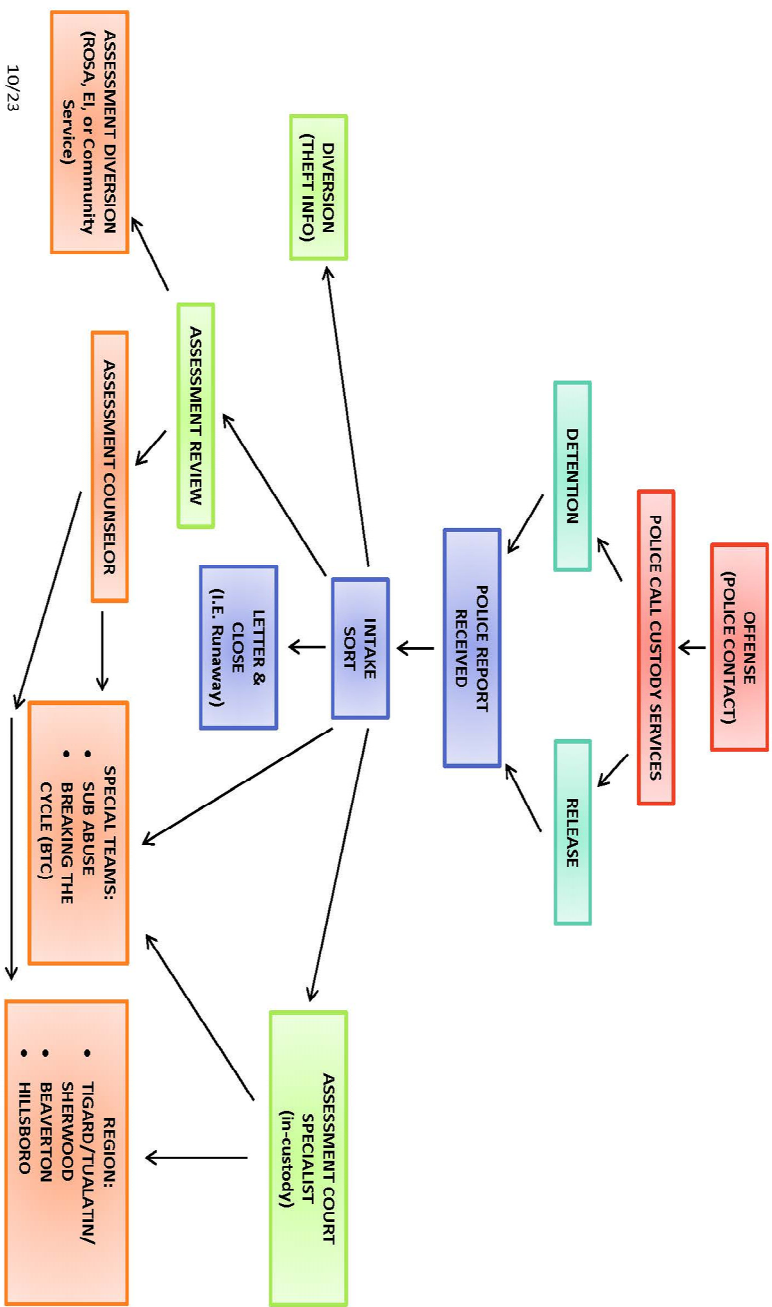 OFFENSE
(POLICE CONTACT)
POLICE CALL CUSTODY SERVICES
DETENTION
RELEASE
POLICE REPORT
RECEIVED
INTAKE
SORT
DIVERSION
(THEFT INFO)
LETTER &
CLOSE
(I.E. Runaway)
ASSESSMENT COURT
SPECIALIST
(in-custody)
ASSESSMENT REVIEW
ASSESSMENT DIVERSION
(ROSA, EI, or Community
Service)
ASSESSMENT COUNSELOR
SPECIAL TEAMS:
• SUB ABUSE
• BREAKING THE
CYCLE (BTC)
REGION:
• TIGARD/TUALATIN/
SHERWOOD
• BEAVERTON
• HILLSBORO
10/23